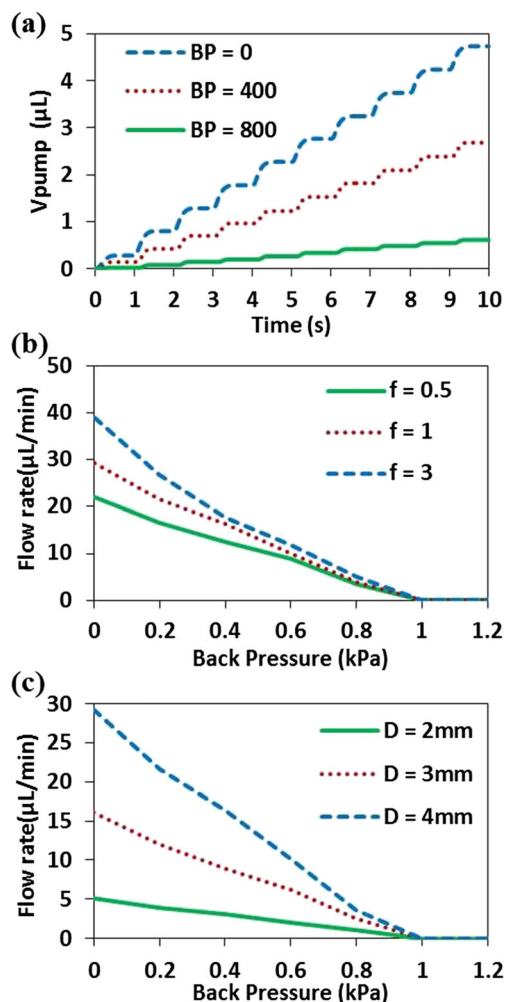 (a)
5
4
3
2
1
0
Vpump (µL)
BP = 0
BP = 400
BP = 800
0 1 2 3 4 5 6 7 8 9 10
Time (s)
(b)
50
40
30
20
10
0
Flow rate(µL/min)
f = 0.5
f = 1
f = 3
0 0.2 0.4 0.6 0.8 1 1.2
Back Pressure (kPa)
(c)
30
25
20
15
10
5
0
Flow rate(µL/min)
D = 2mm
D = 3mm
D = 4mm
0 0.2 0.4 0.6 0.8 1 1.2
Back Pressure (kPa)